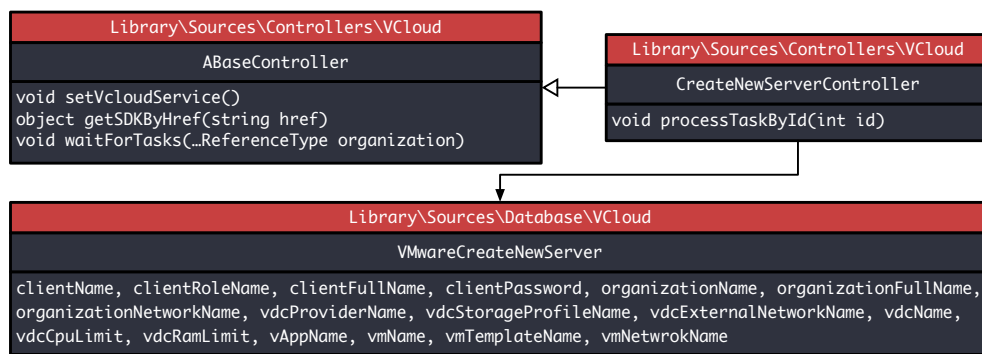 Library\Sources\Controllers\VCloud
ABaseController
void setVcloudService()
object getSDKByHref(string href)
void waitForTasks(…ReferenceType organization)
Library\Sources\Controllers\VCloud
CreateNewServerController
void processTaskById(int id)
Library\Sources\Database\VCloud
VMwareCreateNewServer
clientName, clientRoleName, clientFullName, clientPassword, organizationName, organizationFullName,
organizationNetworkName, vdcProviderName, vdcStorageProfileName, vdcExternalNetworkName, vdcName,
vdcCpuLimit, vdcRamLimit, vAppName, vmName, vmTemplateName, vmNetwrokName